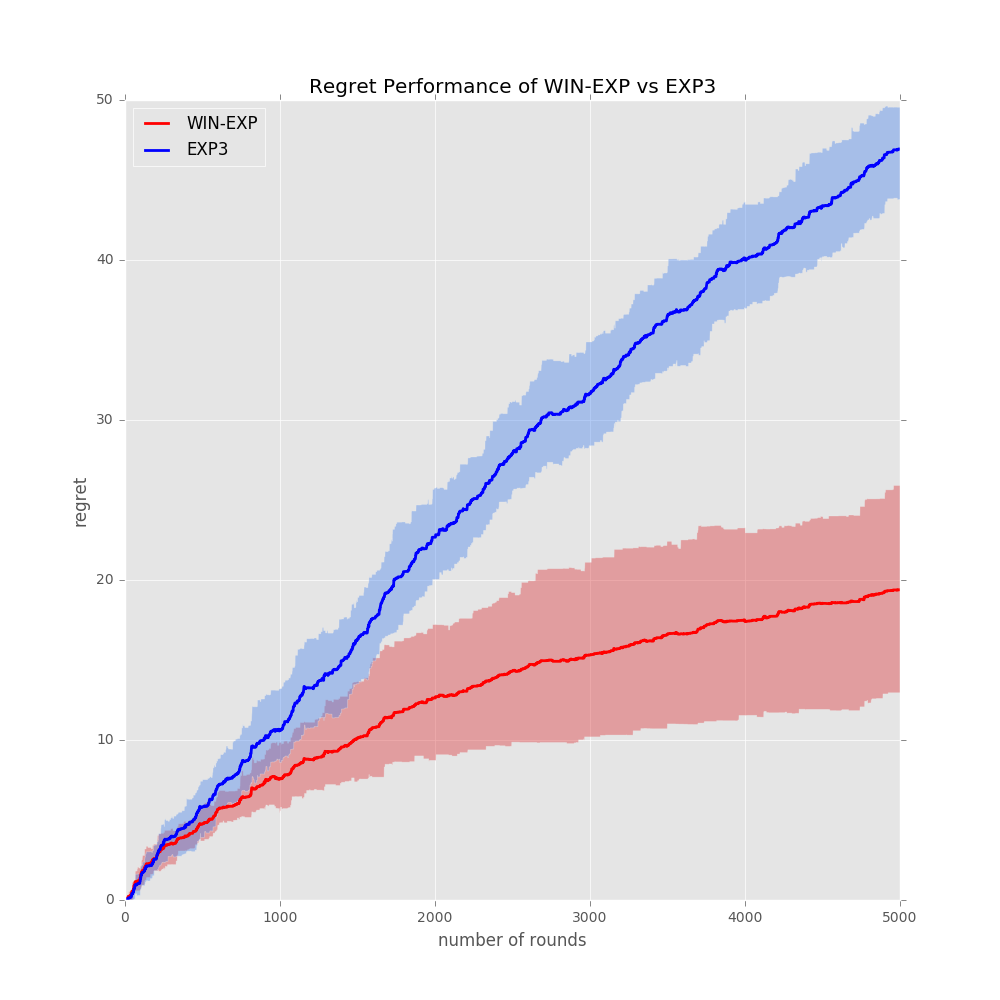 Regret Performance of WIN-EXP vs EXP3
50
WIN-EXP
EXP3
40
30
regret
20
10
0
0 1000 2000 3000 4000 5000
number of rounds